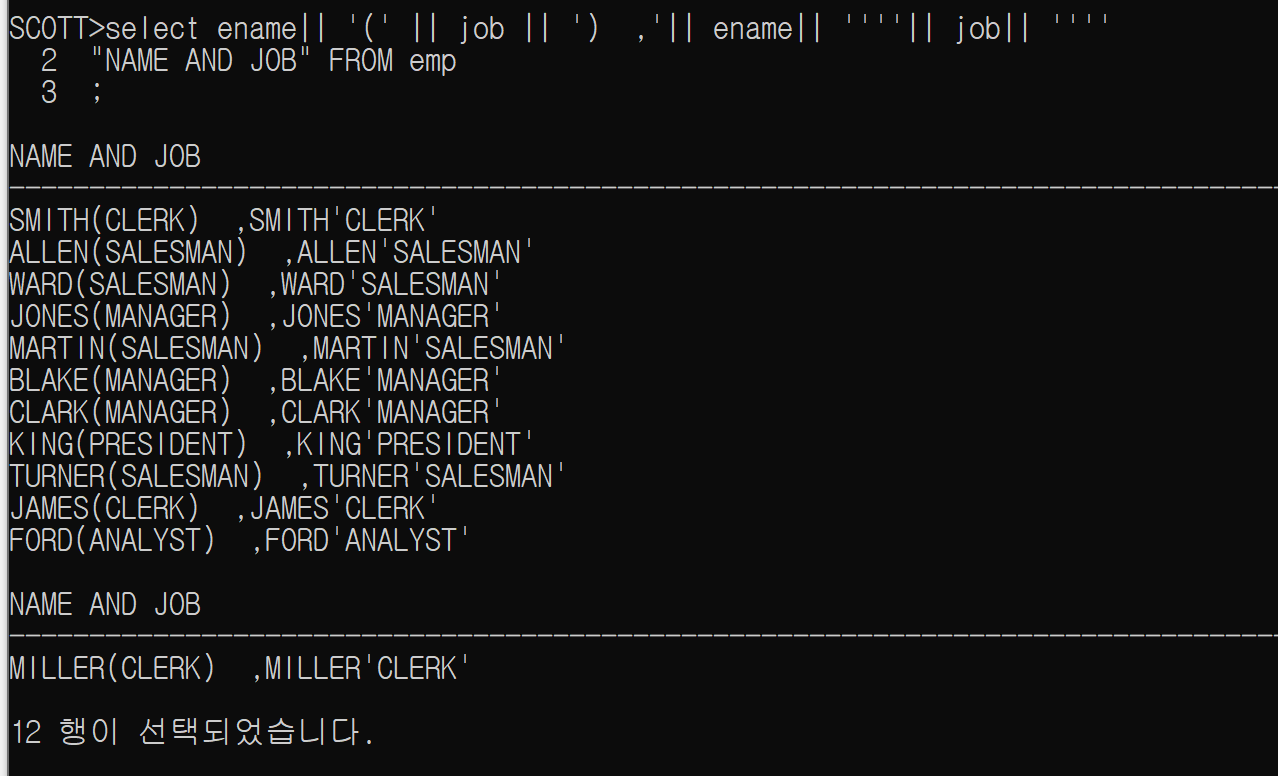 SCOTT>select ename|| '(' || job || ')  ,'|| ename|| ''''|| job|| ''''
  2  "NAME AND JOB" FROM emp
  3  ;
NAME AND JOB
--------------------------------------------------------------------------------
SMITH(CLERK)  ,SMITH'CLERK'
ALLEN(SALESMAN)  ,ALLEN'SALESMAN'
WARD(SALESMAN)  ,WARD'SALESMAN'
JONES(MANAGER)  ,JONES'MANAGER'
MARTIN(SALESMAN)  ,MARTIN'SALESMAN'
BLAKE(MANAGER)  ,BLAKE'MANAGER'
CLARK(MANAGER)  ,CLARK'MANAGER'
KING(PRESIDENT)  ,KING'PRESIDENT'
TURNER(SALESMAN)  ,TURNER'SALESMAN'
JAMES(CLERK)  ,JAMES'CLERK'
FORD(ANALYST)  ,FORD'ANALYST'
NAME AND JOB
--------------------------------------------------------------------------------
MILLER(CLERK)  ,MILLER'CLERK'
12 행이 선택되었습니다.